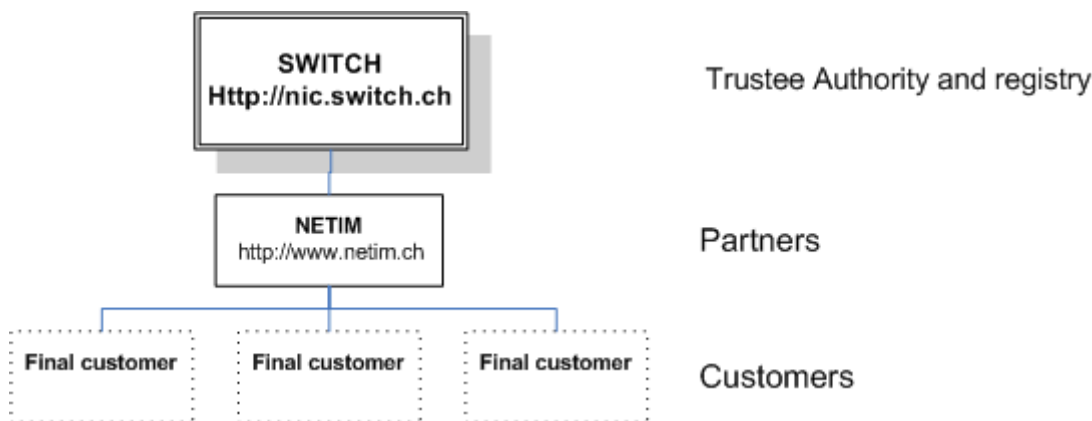 SWITCH
Http://nic.switch.ch
Trustee Authority and registry
NETIM
http://www.netim.ch
Partners
Final customer
Final customer
Final customer
Customers